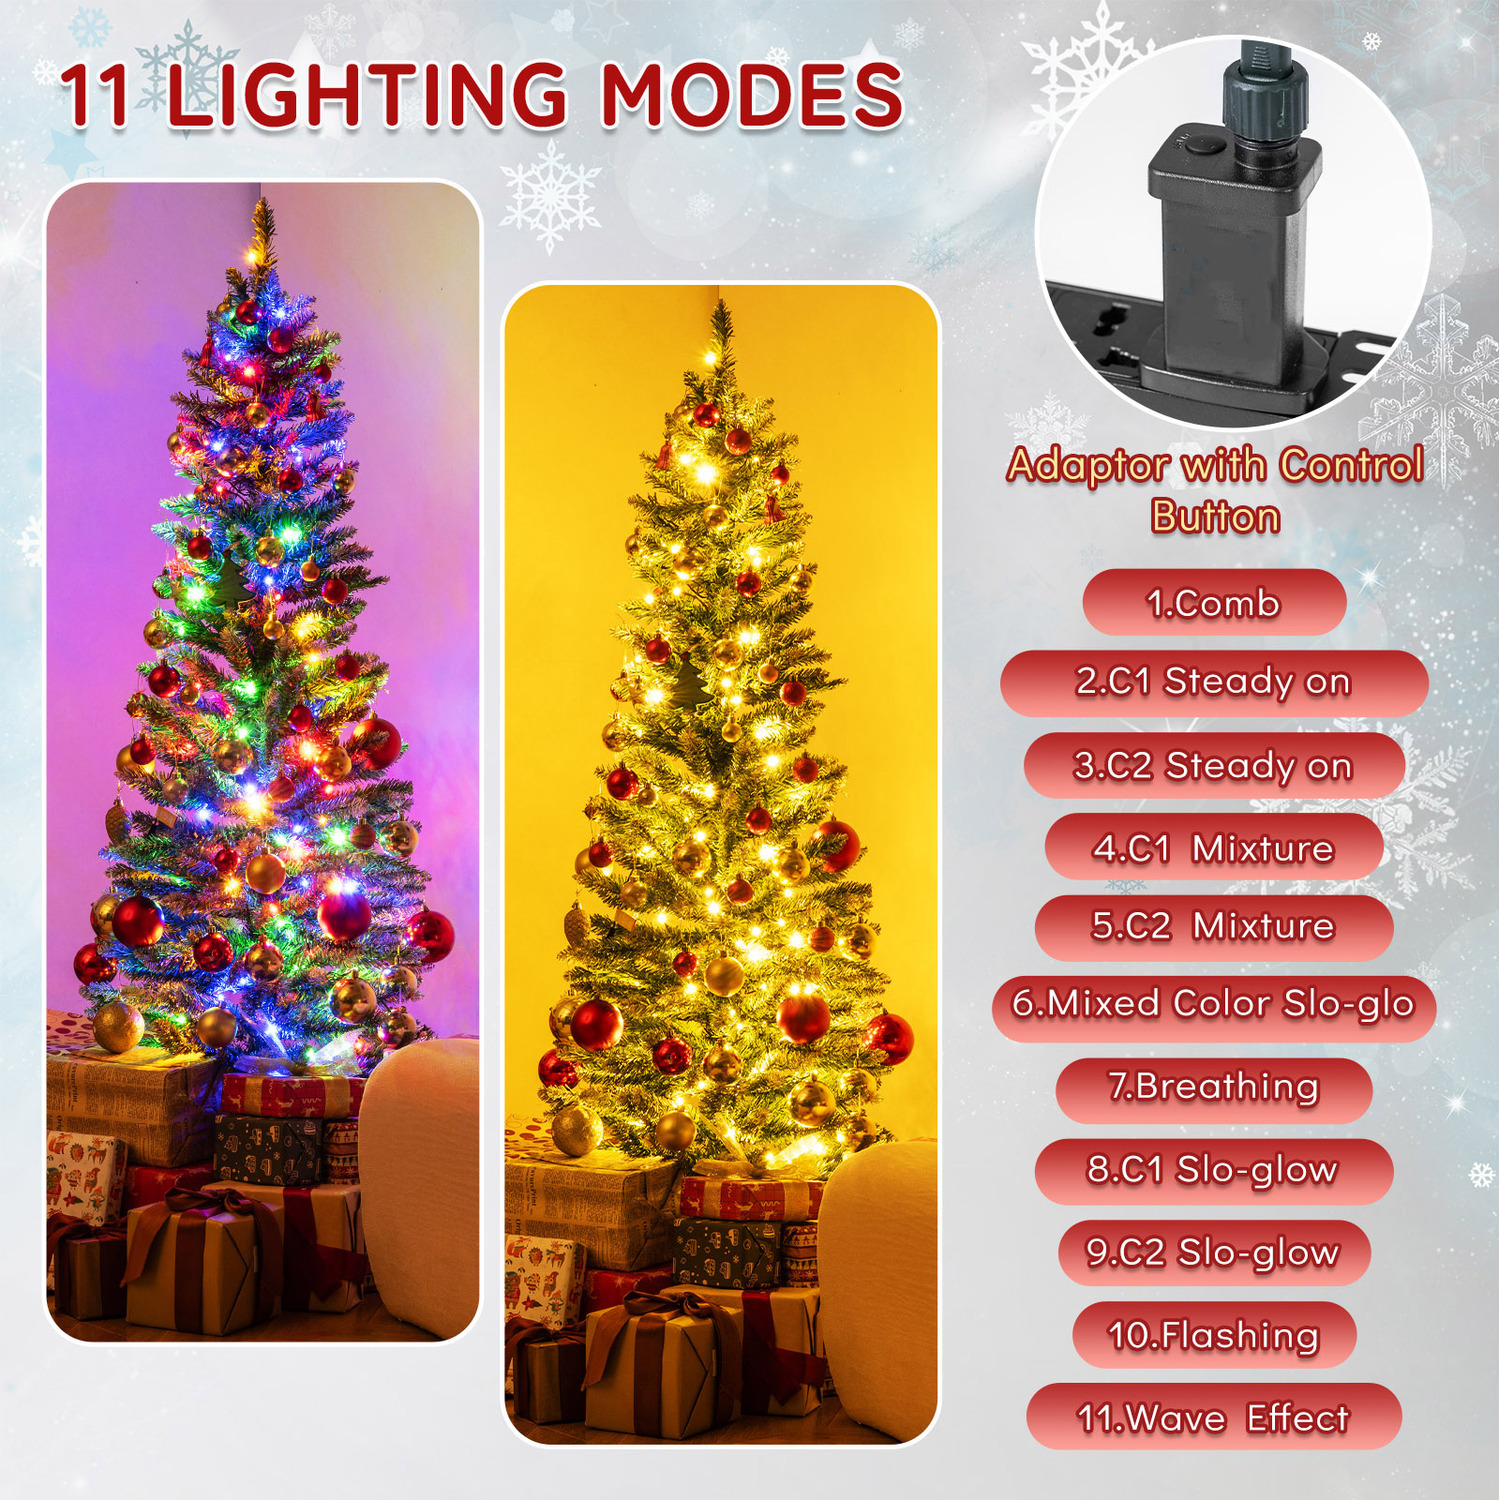 11 LIGHTING MODES
Adaptor with Control
Button
1.Comb
2.C1 Steady on
3.C2 Steady on
4.C1 Mixture
5.C2 Mixture
6.Mixed Color Slo-glo
7.Breathing
8.C1 Slo-glow
9.C2 Slo-glow
10.Flashing
11.Wave Effect